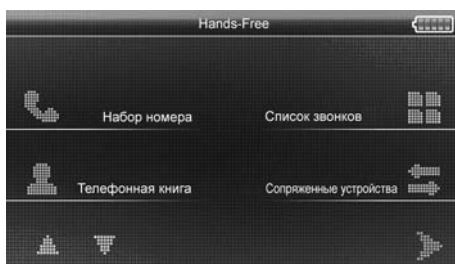 Hands-Free
Набор номера
Список звонков
Телефонная книга
Сопряженные устройства